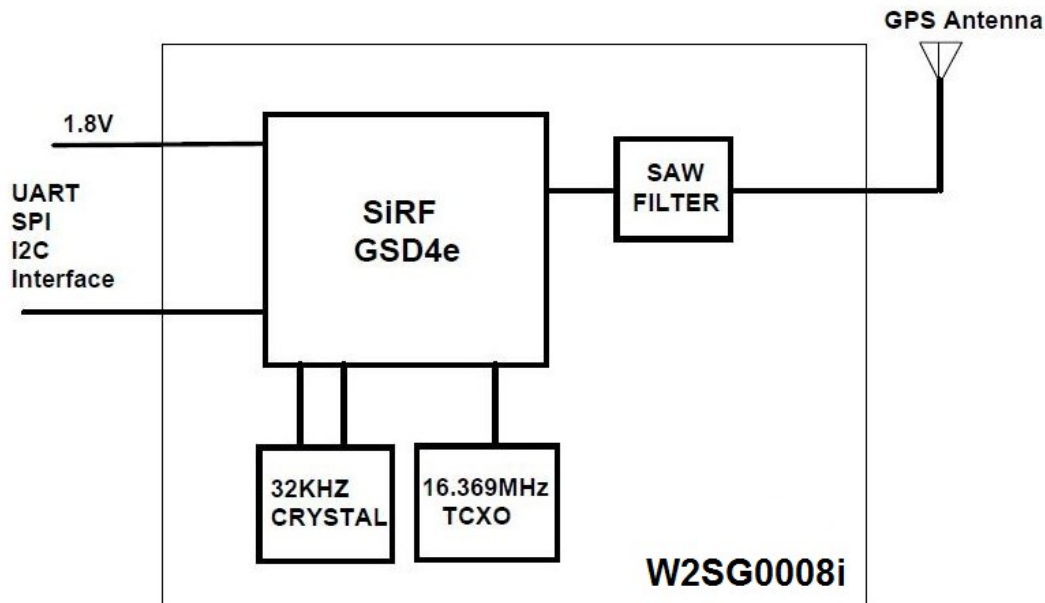 GPS Antenna
1.8V
UART
SPI
I2C
Interface
SiRF
GSD4e
SAW
FILTER
32KHZ
CRYSTAL
16.369MHz
TCXO
W2SG0008i